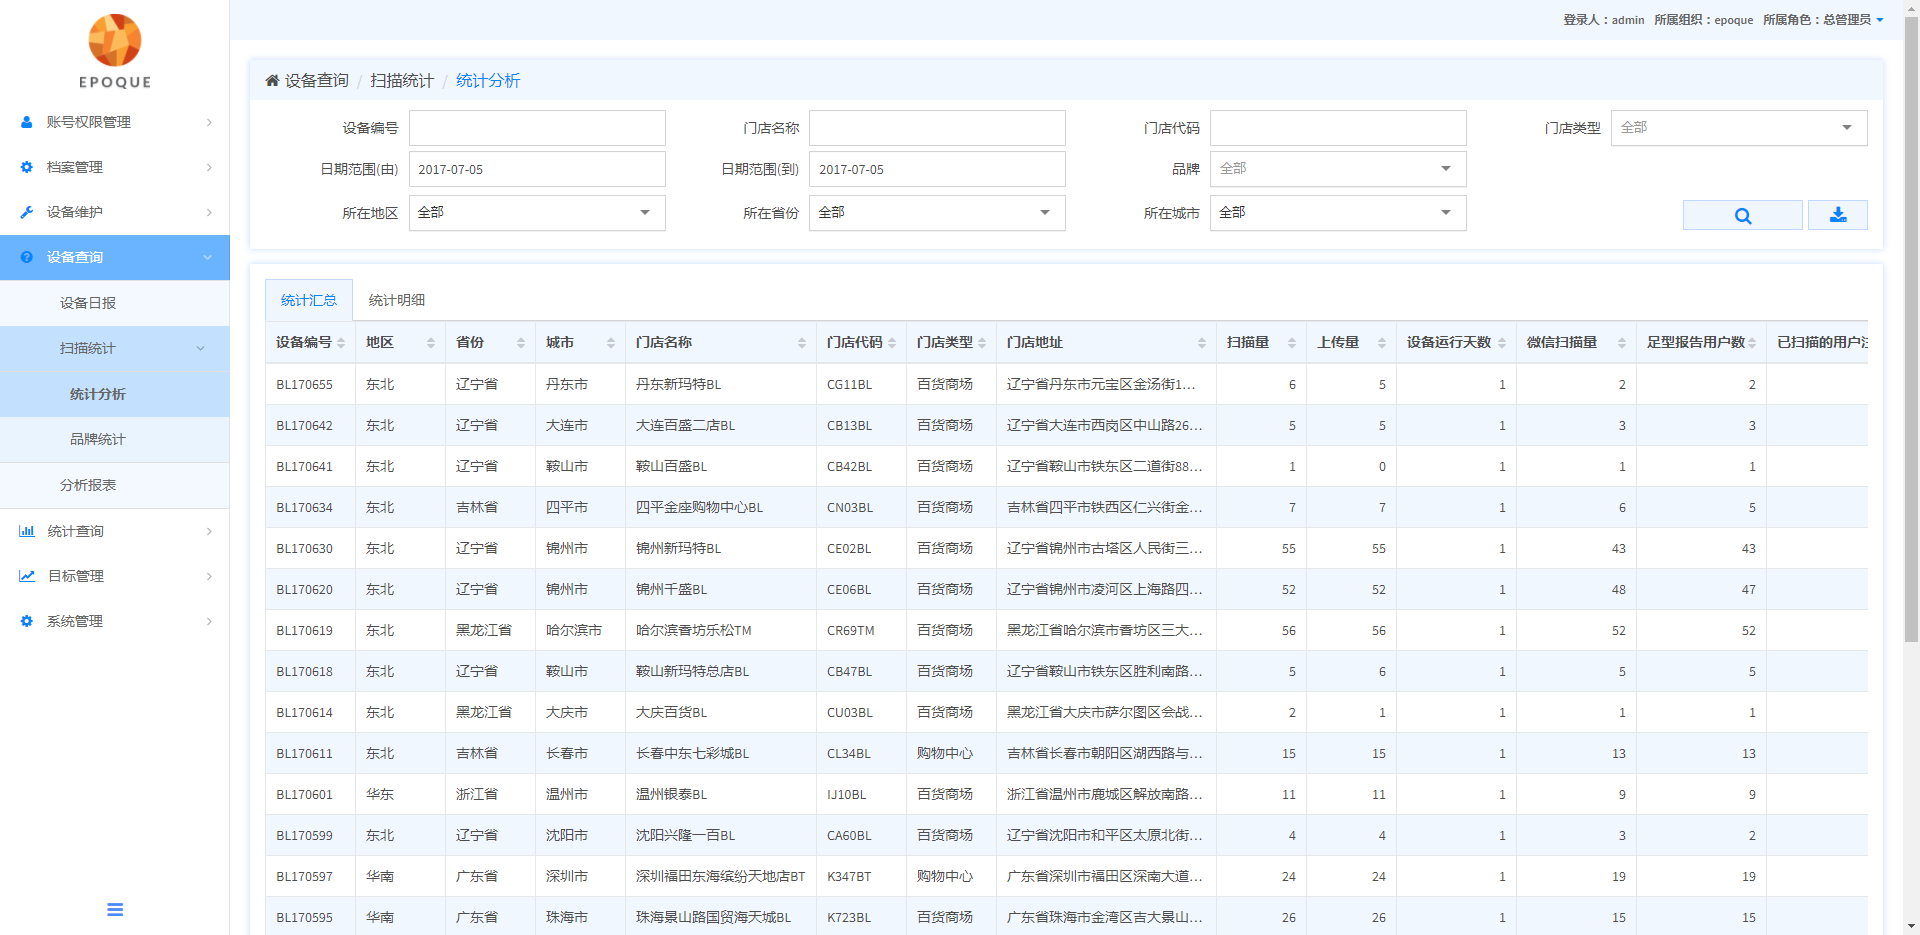 EPOQUE
账号权限管理
档案管理
设备维护
设备查询
设备日报
扫描统计
统计分析
品牌统计
分析报表
统计查询
目标管理
系统管理
登录人：admin 所属组织：epoque 所属角色：总管理员
设备查询 / 扫描统计 / 统计分析
设备编号 门店名称 门店代码 门店类型 全部
日期范围(由) 2017-07-05 日期范围(到) 2017-07-05 品牌 全部
所在地区 全部 所在省份 全部 所在城市 全部
统计汇总 统计明细
设备编号 地区 省份 城市 门店名称 门店代码 门店类型 门店地址 扫描量 上传量 设备运行天数 微信扫描量 足型报告用户数 已扫描的用户
BL170655 东北 辽宁省 丹东市 丹东新玛特BL CG11BL 百货商场 辽宁省丹东市元宝区金汤街1... 6 5 1 2 2
BL170642 东北 辽宁省 大连市 大连百盛二店BL CB13BL 百货商场 辽宁省大连市西岗区中山路26... 5 5 1 3 3
BL170641 东北 辽宁省 鞍山市 鞍山百盛BL CB42BL 百货商场 辽宁省鞍山市铁东区二道街88... 1 0 1 1 1
BL170634 东北 吉林省 四平市 四平金座购物中心BL CN03BL 百货商场 吉林省四平市铁西区仁兴街金... 7 7 1 6 5
BL170630 东北 辽宁省 锦州市 锦州新玛特BL CE02BL 百货商场 辽宁省锦州市古塔区人民街三... 55 55 1 43 43
BL170620 东北 辽宁省 锦州市 锦州千盛BL CE06BL 百货商场 辽宁省锦州市凌河区上海路四... 52 52 1 48 47
BL170619 东北 黑龙江省 哈尔滨市 哈尔滨香坊乐松TM CR69TM 百货商场 黑龙江省哈尔滨市香坊区三大... 56 56 1 52 52
BL170618 东北 辽宁省 鞍山市 鞍山新玛特总店BL CB47BL 百货商场 辽宁省鞍山市铁东区胜利南路... 5 6 1 5 5
BL170614 东北 黑龙江省 大庆市 大庆百货BL CU03BL 百货商场 黑龙江省大庆市萨尔图区会战... 2 1 1 1 1
BL170611 东北 吉林省 长春市 长春中东七彩城BL CL34BL 购物中心 吉林省长春市朝阳区湖西路与... 15 15 1 13 13
BL170601 华东 浙江省 温州市 温州银泰BL IJ10BL 百货商场 浙江省温州市鹿城区解放南路... 11 11 1 9 9
BL170599 东北 辽宁省 沈阳市 沈阳兴隆一百BL CA60BL 百货商场 辽宁省沈阳市和平区太原北街... 4 4 1 3 2
BL170597 华南 广东省 深圳市 深圳福田东海缤纷天地店BT K347BT 购物中心 广东省深圳市福田区深南大道... 24 24 1 19 19
BL170595 华南 广东省 珠海市 珠海景山路国贸海天城BL K723BL 百货商场 广东省珠海市金湾区吉大景山... 26 26 1 15 15